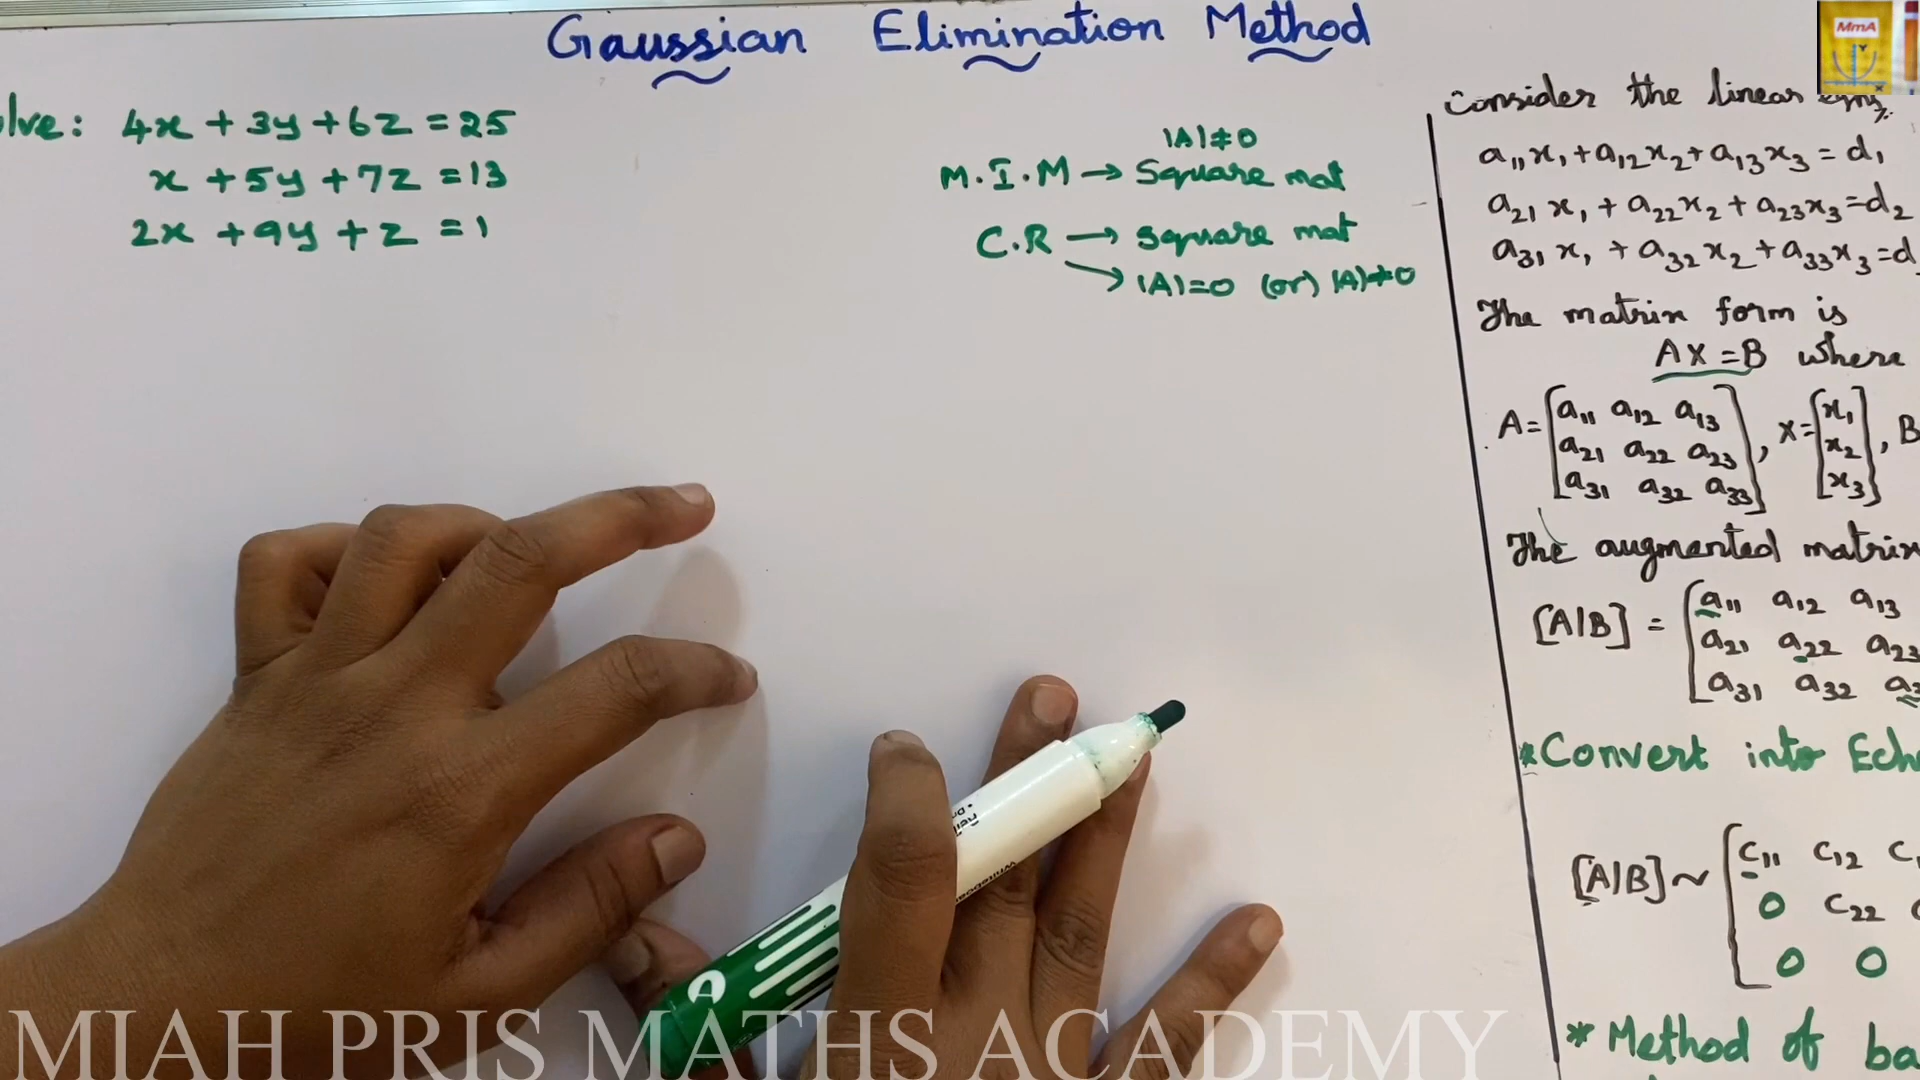 Gaussian Elimination Method
lve: 4x + 3y + 6z = 25
x + 5y + 7z = 13
2x + 9y + z = 1
|A|≠0
M.I.M → Square mat
C.R → square mat
→ |A|=0 (or) |A|≠0
MmA
Consider the linear eqns.
a₁₁x₁ + a₁₂x₂ + a₁₃x₃ = d₁
a₂₁x₁ + a₂₂x₂ + a₂₃x₃ = d₂
a₃₁x₁ + a₃₂x₂ + a₃₃x₃ = d
The matrix form is
AX = B where
A = [a₁₁ a₁₂ a₁₃ , X = [x₁ , B
a₂₁ a₂₂ a₂₃ x₂
a₃₁ a₃₂ a₃₃] x₃]
The augmented matrix
[A|B] = [a₁₁ a₁₂ a₁₃
a₂₁ a₂₂ a₂₃
a₃₁ a₃₂ a₃
*Convert into Ech
[A|B] ~ [c₁₁ c₁₂ c₁
0 c₂₂ c
0 0
* Method of ba
MIAH PRIS MATHS ACADEMY